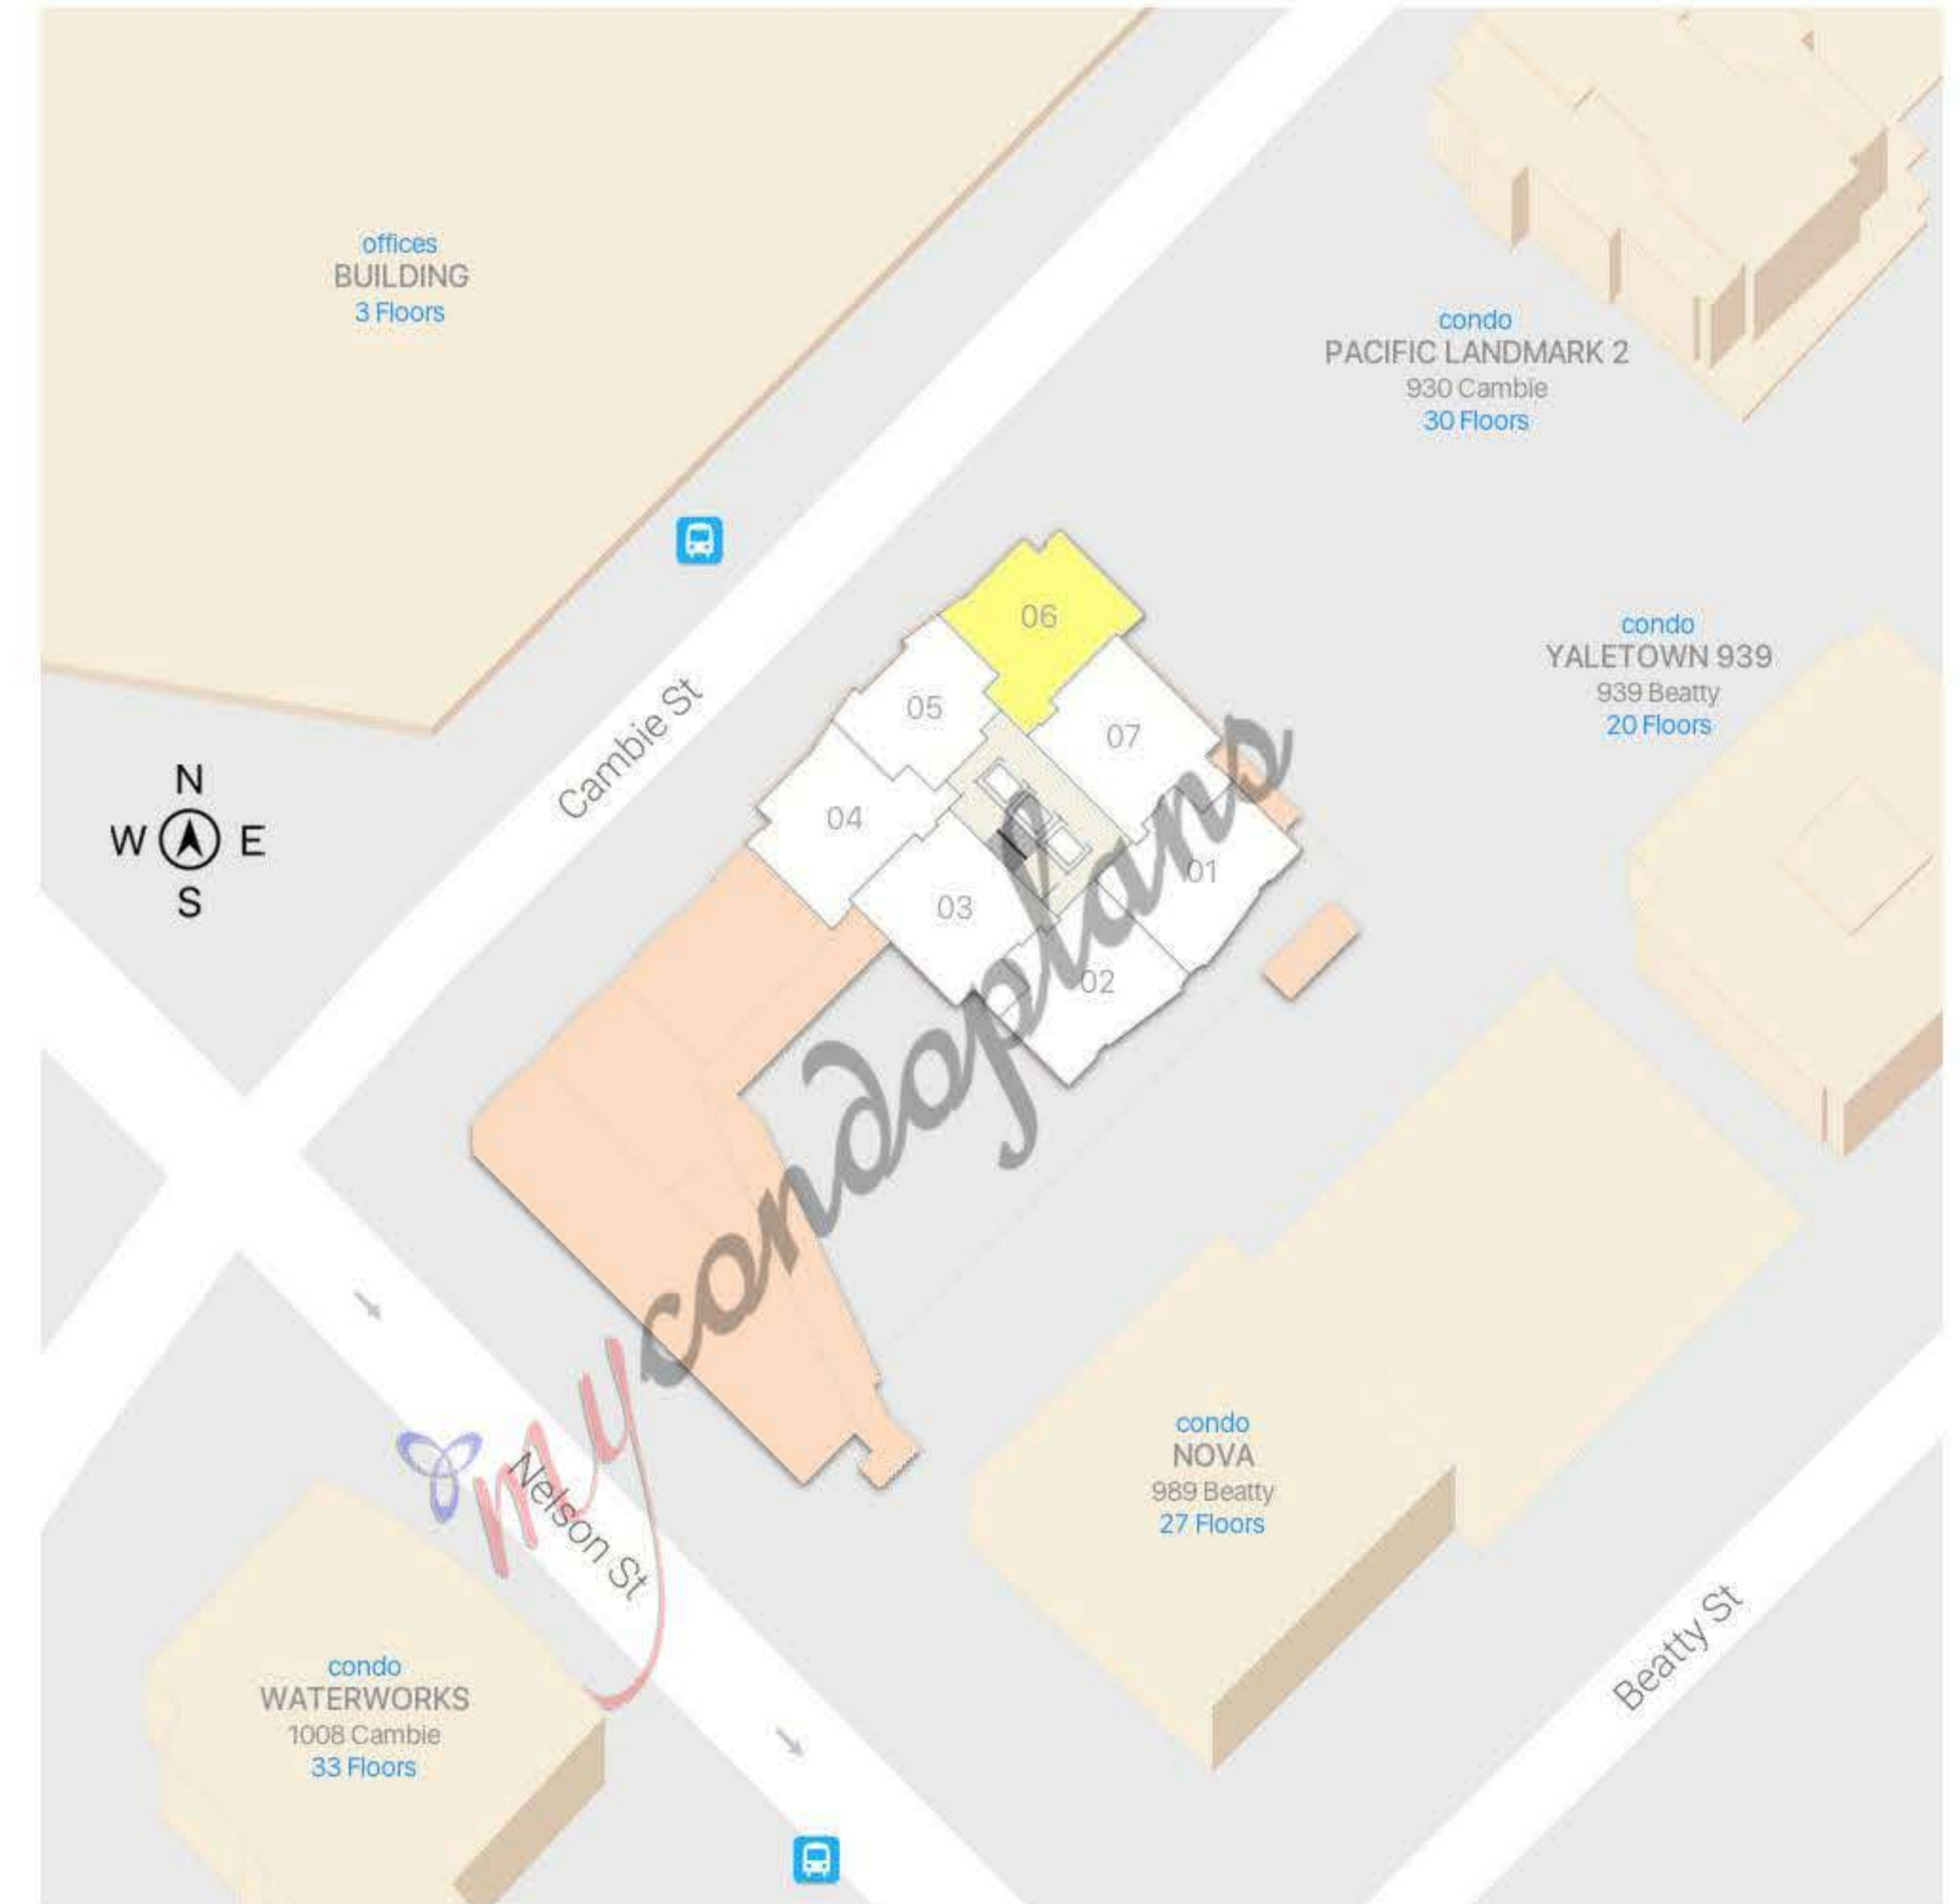 offices
BUILDING
3 Floors
condo
PACIFIC LANDMARK 2
930 Cambie
30 Floors
condo
YALETOWN 939
939 Beatty
20 Floors
06
05
07
04
01
03
02
Cambie St
N
W E
S
my condoplans
Nelson St
condo
NOVA
989 Beatty
27 Floors
Beatty St
condo
WATERWORKS
1008 Cambie
33 Floors